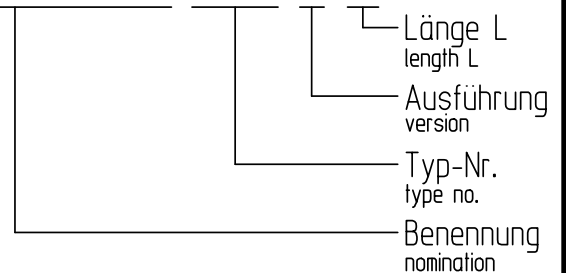 Länge L
length L
Ausführung
version
Typ-Nr.
type no.
Benennung
nomination